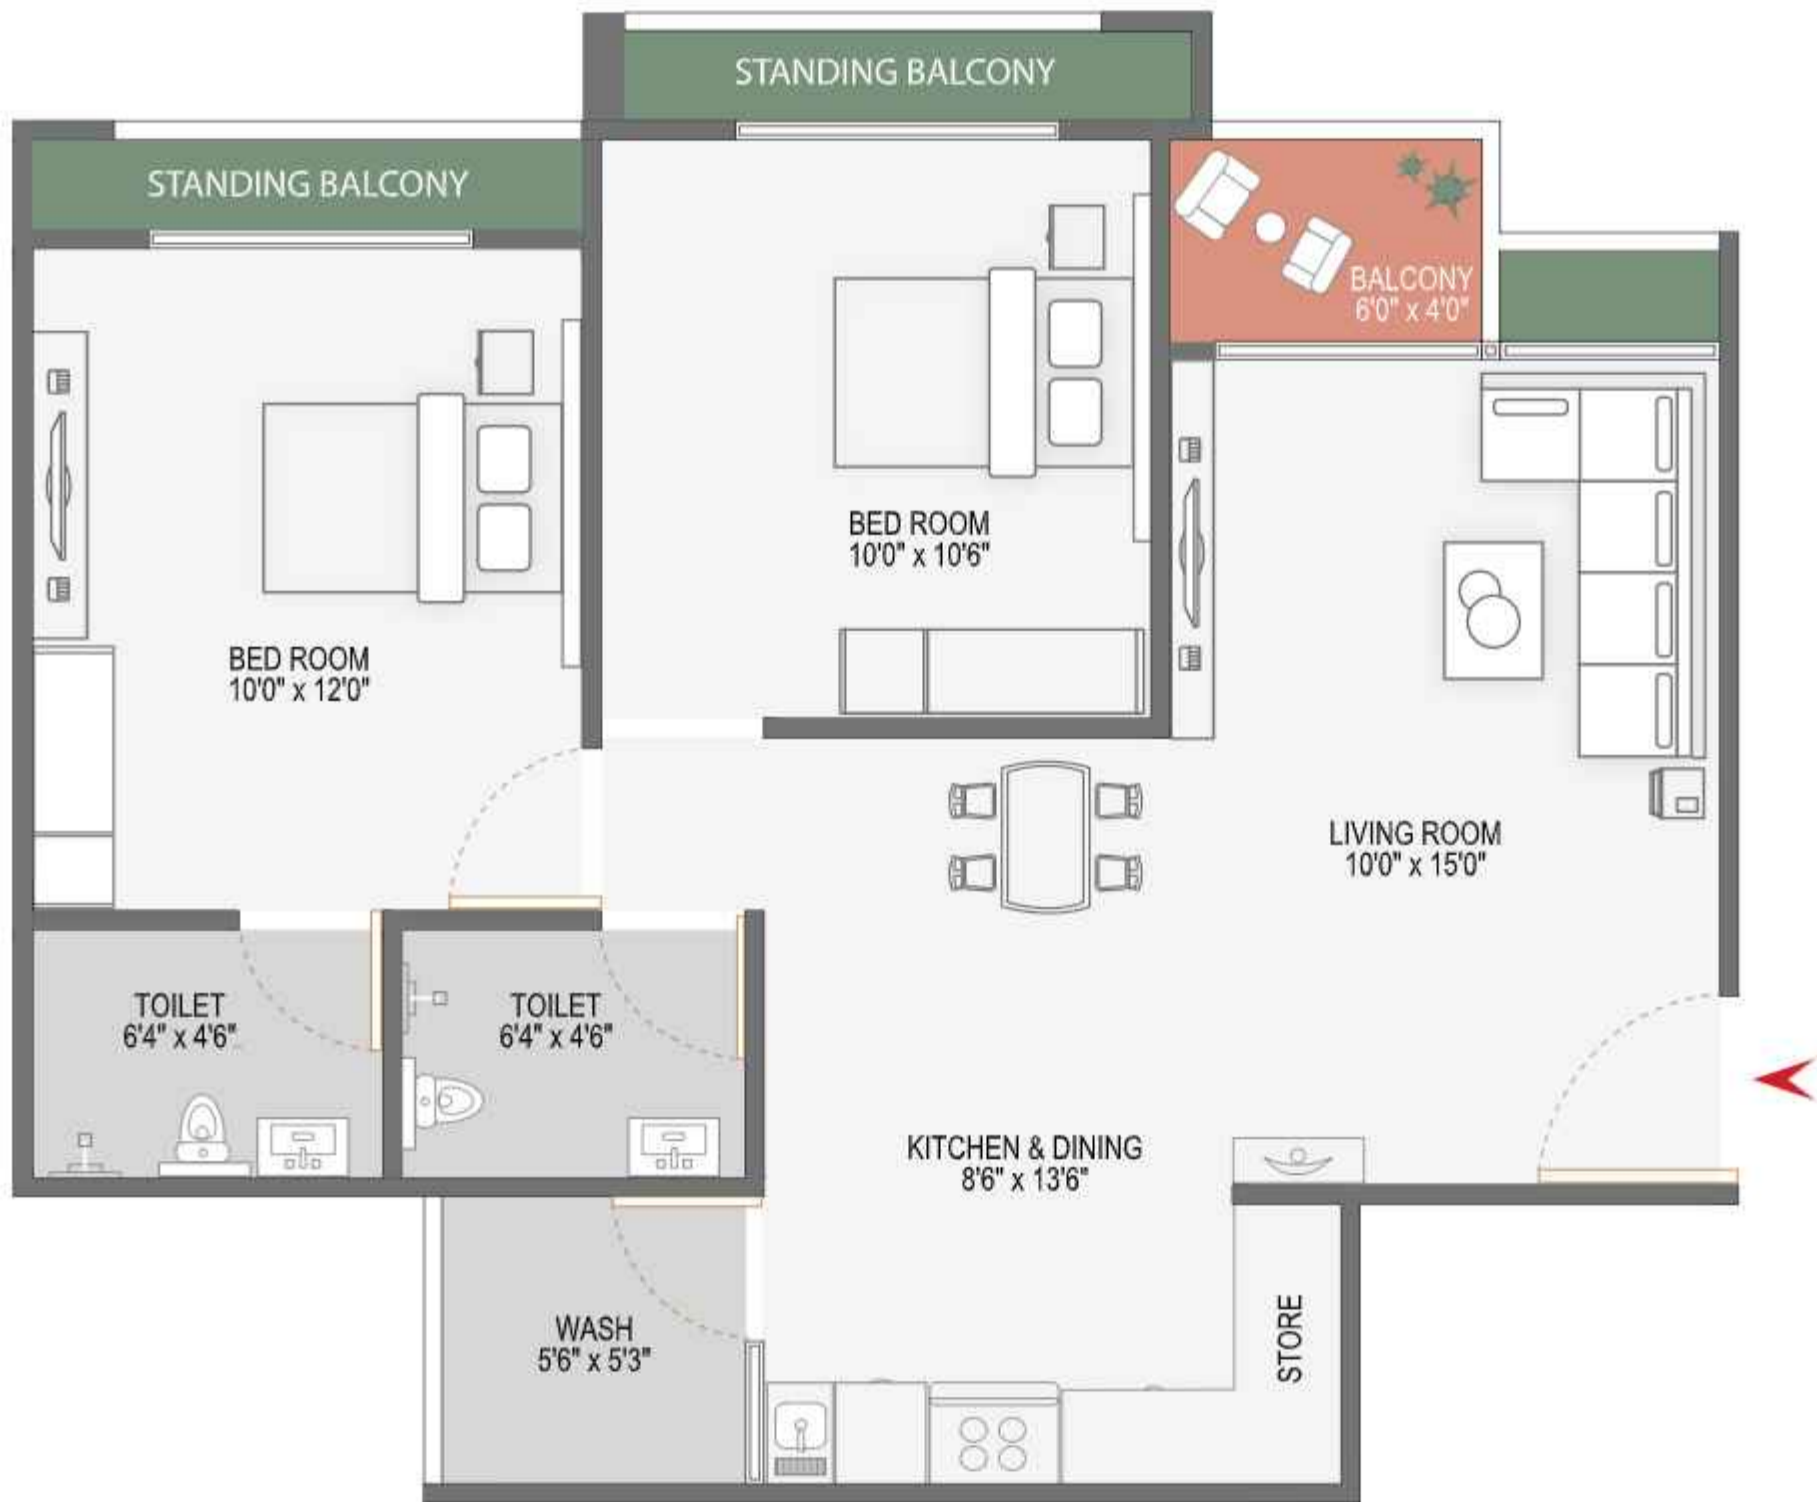 STANDING BALCONY
STANDING BALCONY
BALCONY
6'0" x 4'0"
BED ROOM
10'0" x 10'6"
BED ROOM
10'0" x 12'0"
LIVING ROOM
10'0" x 15'0"
TOILET
6'4" x 4'6"
TOILET
6'4" x 4'6"
KITCHEN & DINING
8'6" x 13'6"
WASH
5'6" x 5'3"
STORE